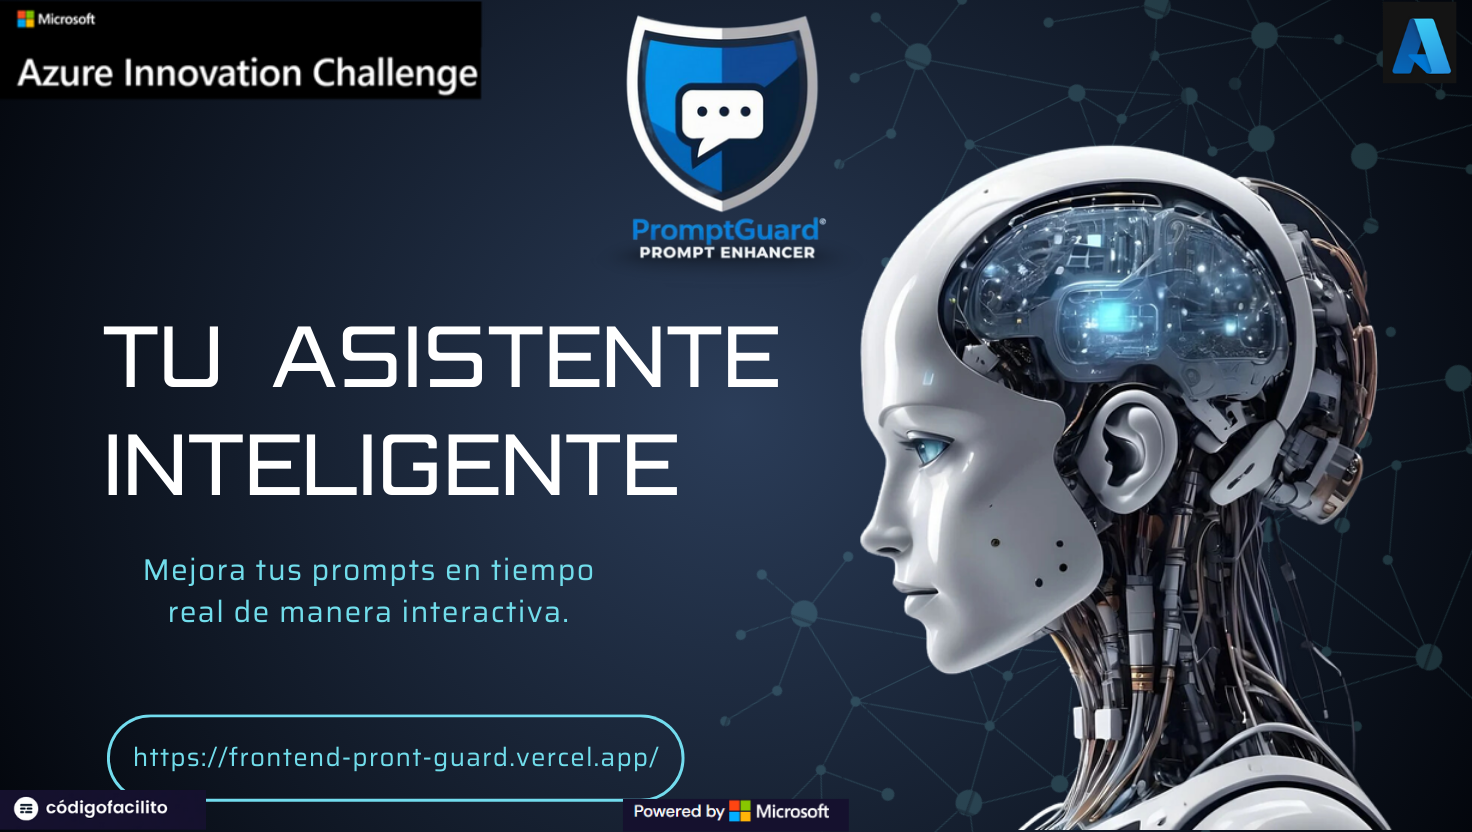 Microsoft
Azure Innovation Challenge
PromptGuard®
PROMPT ENHANCER
TU ASISTENTE
INTELIGENTE
Mejora tus prompts en tiempo
real de manera interactiva.
https://frontend-pront-guard.vercel.app/
códigofacilito
Powered by Microsoft